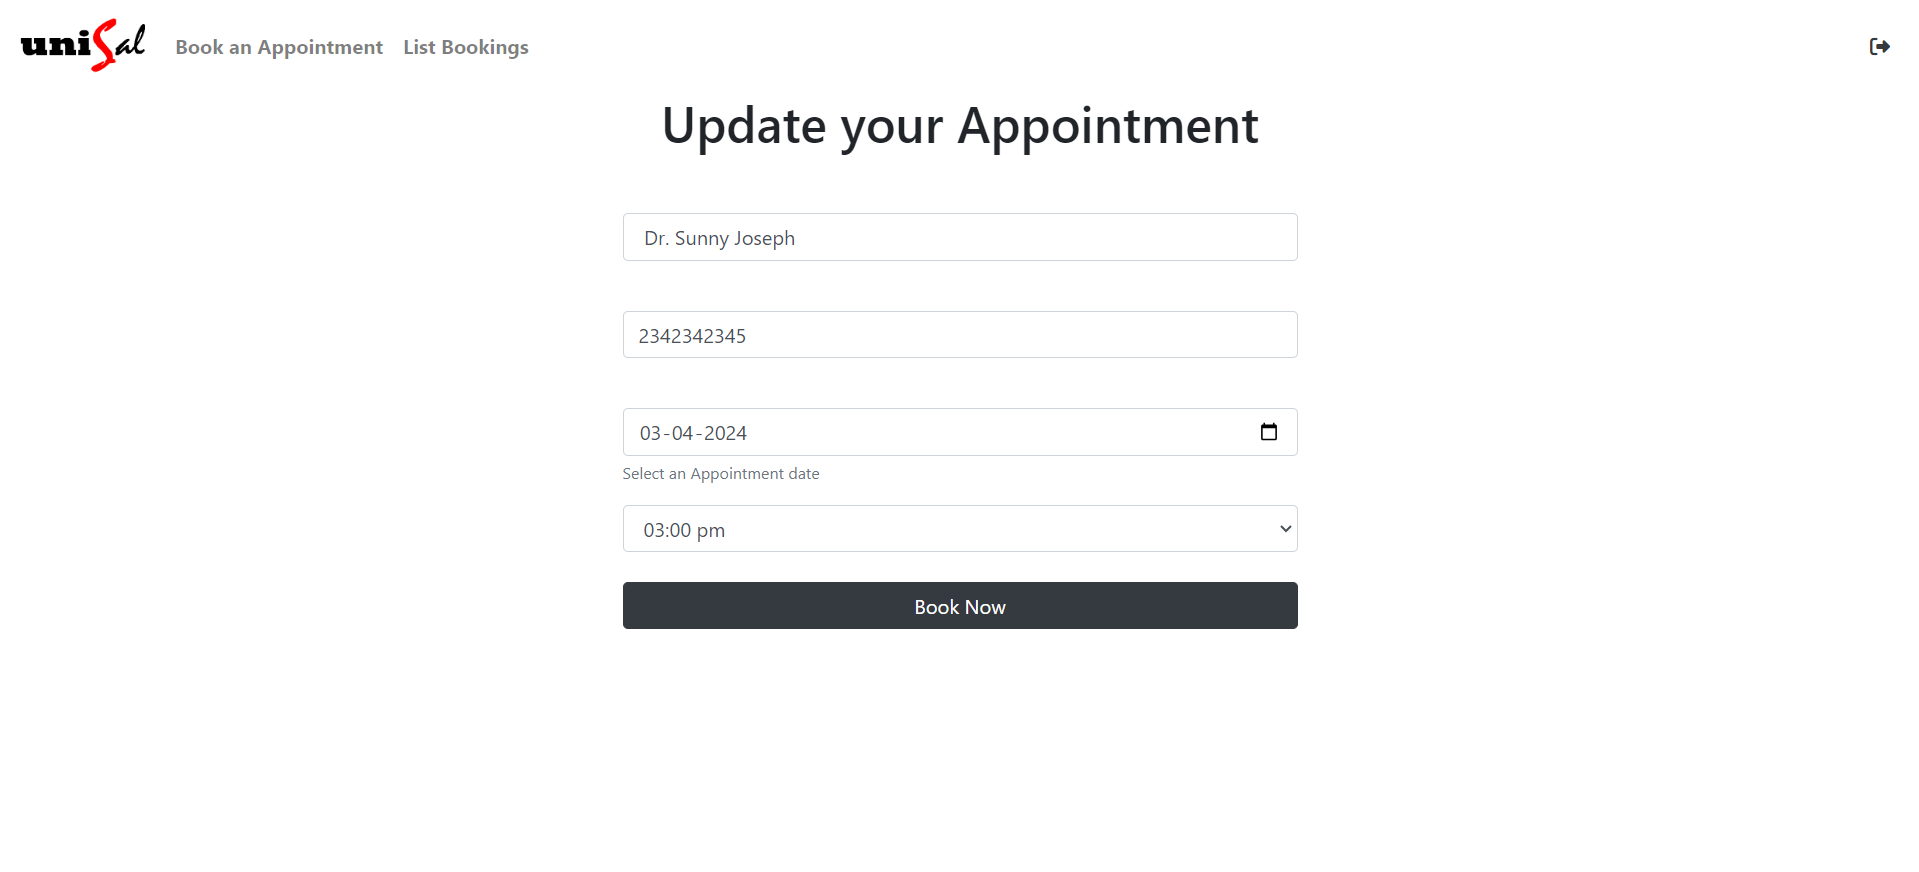 uniSal Book an Appointment List Bookings
Update your Appointment
Dr. Sunny Joseph
2342342345
03-04-2024
Select an Appointment date
03:00 pm
Book Now